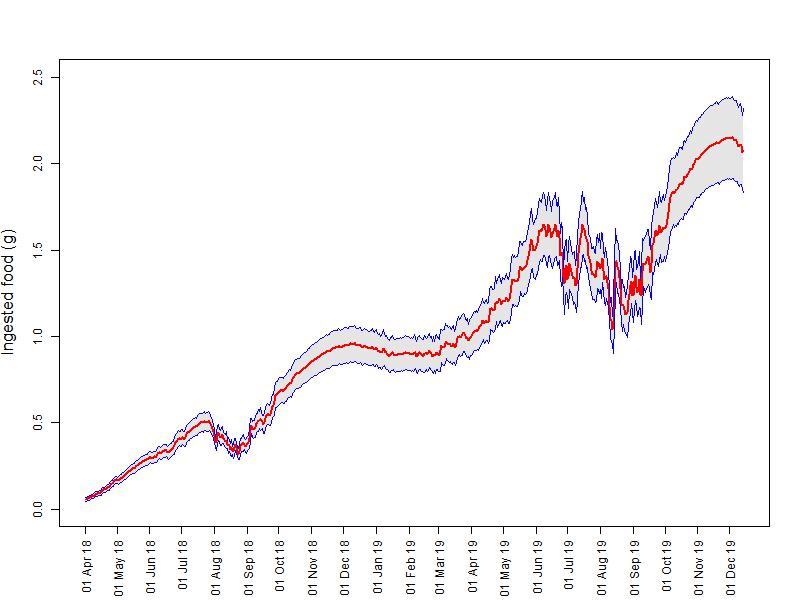 Ingested food (g)
2.5
2.0
1.5
1.0
0.5
0.0
01 Apr 18
01 May 18
01 Jun 18
01 Jul 18
01 Aug 18
01 Sep 18
01 Oct 18
01 Nov 18
01 Dec 18
01 Jan 19
01 Feb 19
01 Mar 19
01 Apr 19
01 May 19
01 Jun 19
01 Jul 19
01 Aug 19
01 Sep 19
01 Oct 19
01 Nov 19
01 Dec 19